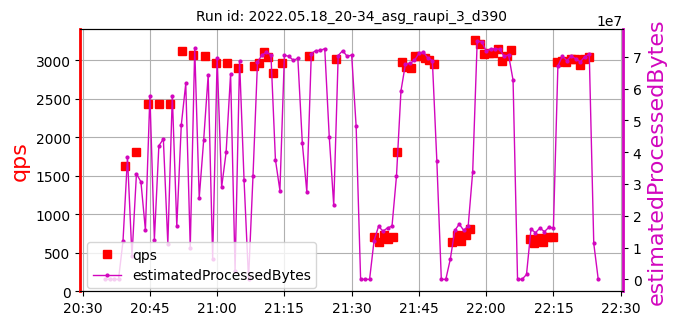 Run id: 2022.05.18_20-34_asg_raupi_3_d390
1e7
3000
2500
2000
1500
1000
500
0
qps
7
6
5
4
3
2
1
0
estimatedProcessedBytes
qps
estimatedProcessedBytes
20:30 20:45 21:00 21:15 21:30 21:45 22:00 22:15 22:30